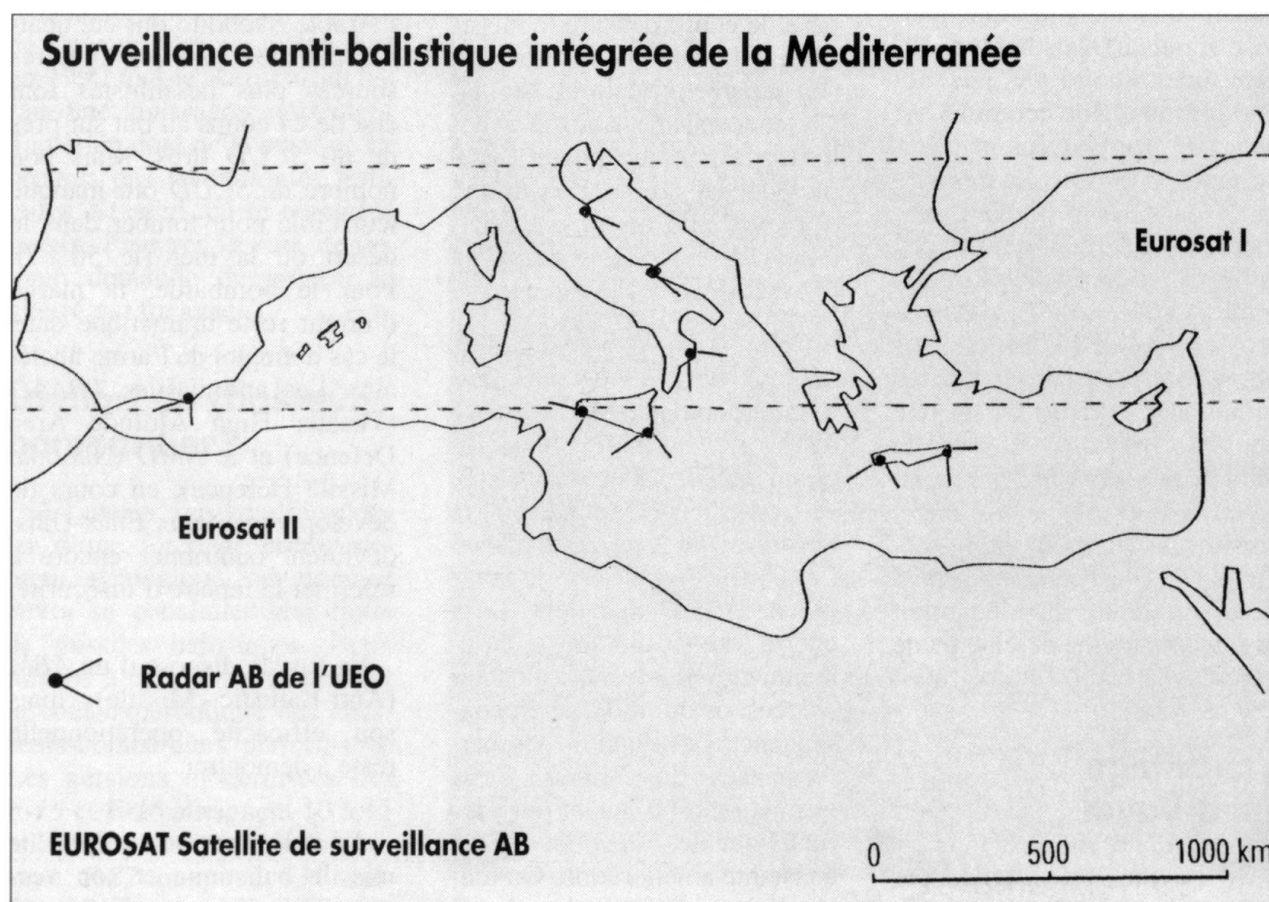 Surveillance anti-balistique intégrée de la Méditerranée
Eurosat I
Eurosat II
Radar AB de l'UEO
EUROSAT Satellite de surveillance AB
0 500 1000 km